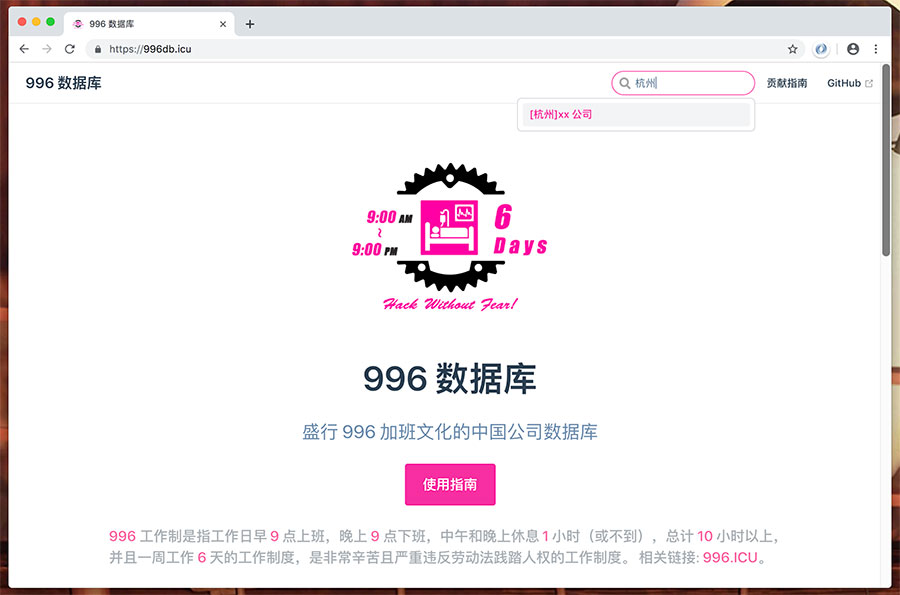 996 数据库
https://996db.icu
996 数据库
杭州
贡献指南
GitHub
[杭州]xx 公司
9:00 AM
~
9:00 PM
6
Days
Hack Without Fear!
996 数据库
盛行 996 加班文化的中国公司数据库
使用指南
996 工作制是指工作日早 9 点上班，晚上 9 点下班，中午和晚上休息 1 小时（或不到），总计 10 小时以上，
并且一周工作 6 天的工作制度，是非常辛苦且严重违反劳动法践踏人权的工作制度。 相关链接: 996.ICU。